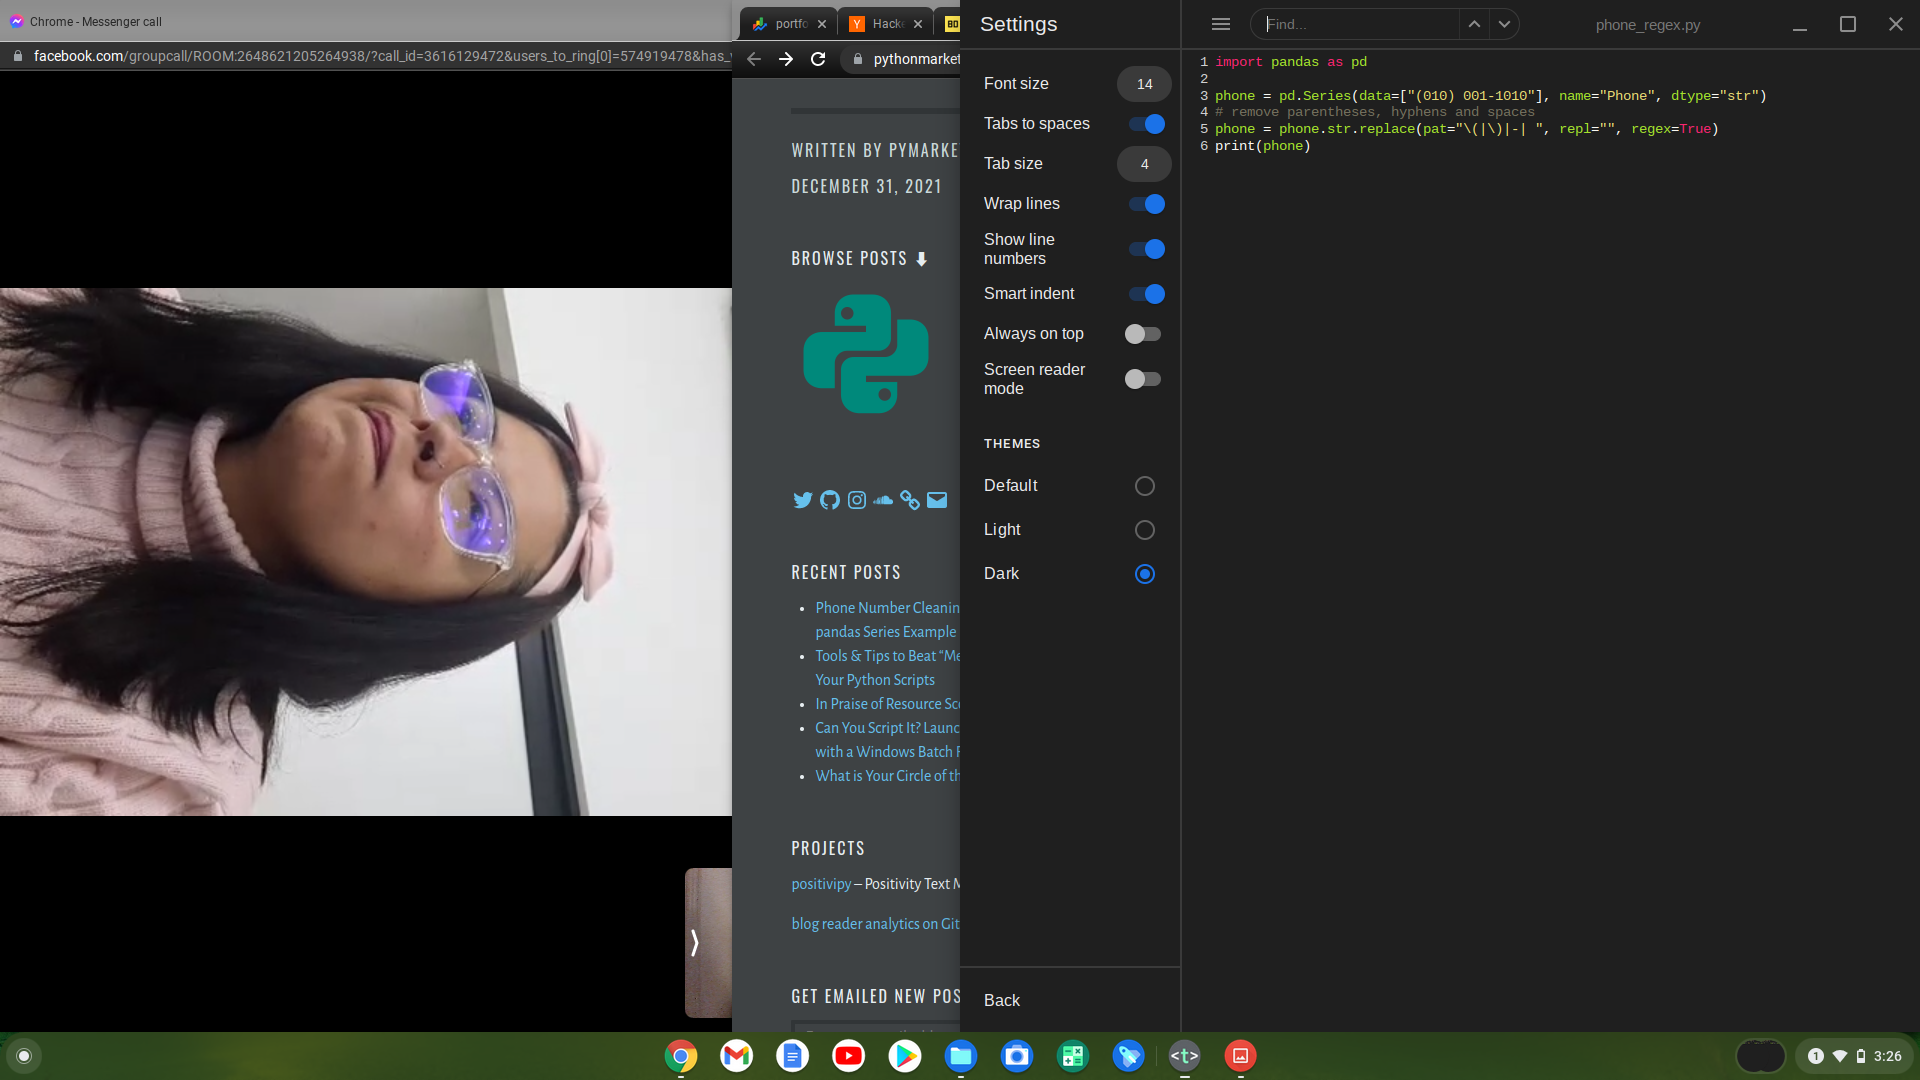 Chrome - Messenger call
facebook.com/groupcall/ROOM:2648621205264938/?call_id=3616129472&users_to_ring[0]=574919478&has_
portfo
Hacke
pythonmarket
WRITTEN BY PYMARKE
DECEMBER 31, 2021
BROWSE POSTS ⬇
RECENT POSTS
Phone Number Cleanin
pandas Series Example
Tools & Tips to Beat “Me
Your Python Scripts
In Praise of Resource Sc
Can You Script It? Launc
with a Windows Batch F
What is Your Circle of th
PROJECTS
positivipy – Positivity Text M
blog reader analytics on Git
GET EMAILED NEW POS
Settings
Font size 14
Tabs to spaces
Tab size 4
Wrap lines
Show line
numbers
Smart indent
Always on top
Screen reader
mode
THEMES
Default
Light
Dark
Back
Find...
phone_regex.py
1 import pandas as pd
2
3 phone = pd.Series(data=["(010) 001-1010"], name="Phone", dtype="str")
4 # remove parentheses, hyphens and spaces
5 phone = phone.str.replace(pat="\(|\)|-| ", repl="", regex=True)
6 print(phone)
<t>
1 3:26